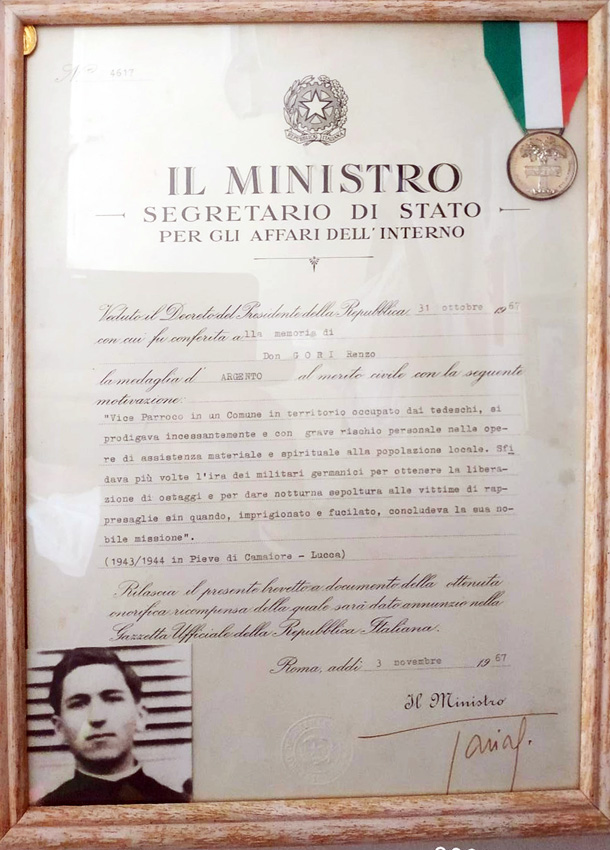 4617
REPUBBLICA ITALIANA
IL MINISTRO
SEGRETARIO DI STATO
PER GLI AFFARI DELL'INTERNO
Veduto il Decreto del Presidente della Repubblica 31 ottobre 1967
con cui fu conferita alla memoria di
Don GORI Renzo
la medaglia d' ARGENTO al merito civile con la seguente
motivazione:
"Vice Parroco in un Comune in territorio occupato dai tedeschi, si
prodigava incessantemente e con grave rischio personale nelle ope-
re di assistenza materiale e spirituale alla popolazione locale. Sfi
dava più volte l'ira dei militari germanici per ottenere la libera-
zione di ostaggi e per dare notturna sepoltura alle vittime di rap-
presaglie sin quando, imprigionato e fucilato, concludeva la sua no-
bile missione".
(1943/1944 in Pieve di Camaiore - Lucca)
Rilascia il presente brevetto a documento della ottenuta
onorifica ricompensa della quale sarà dato annunzio nella
Gazzetta Ufficiale della Repubblica Italiana.
Roma, addì 3 novembre 1967
Il Ministro